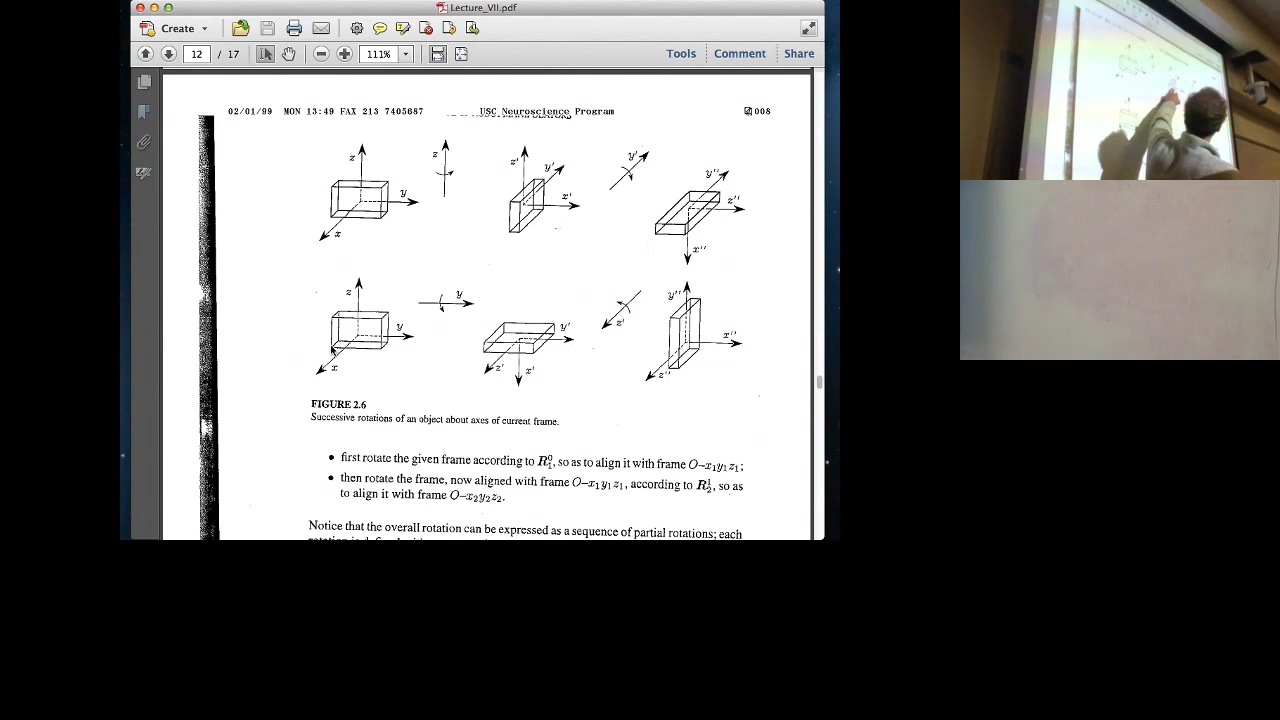 Lecture_VII.pdf
Create
12 / 17
111%
Tools
Comment
Share
02/01/99 MON 13:49 FAX 213 7405687 USC Neuroscience Program 008
z
y
x
z
z'
y'
x'
y'
y''
z''
x''
z
y
x
y
y'
z'
x'
z'
y''
x''
z''
FIGURE 2.6
Successive rotations of an object about axes of current frame.
• first rotate the given frame according to R₁⁰, so as to align it with frame O–x₁y₁z₁;
• then rotate the frame, now aligned with frame O–x₁y₁z₁, according to R₂¹, so as
to align it with frame O–x₂y₂z₂.
Notice that the overall rotation can be expressed as a sequence of partial rotations; each